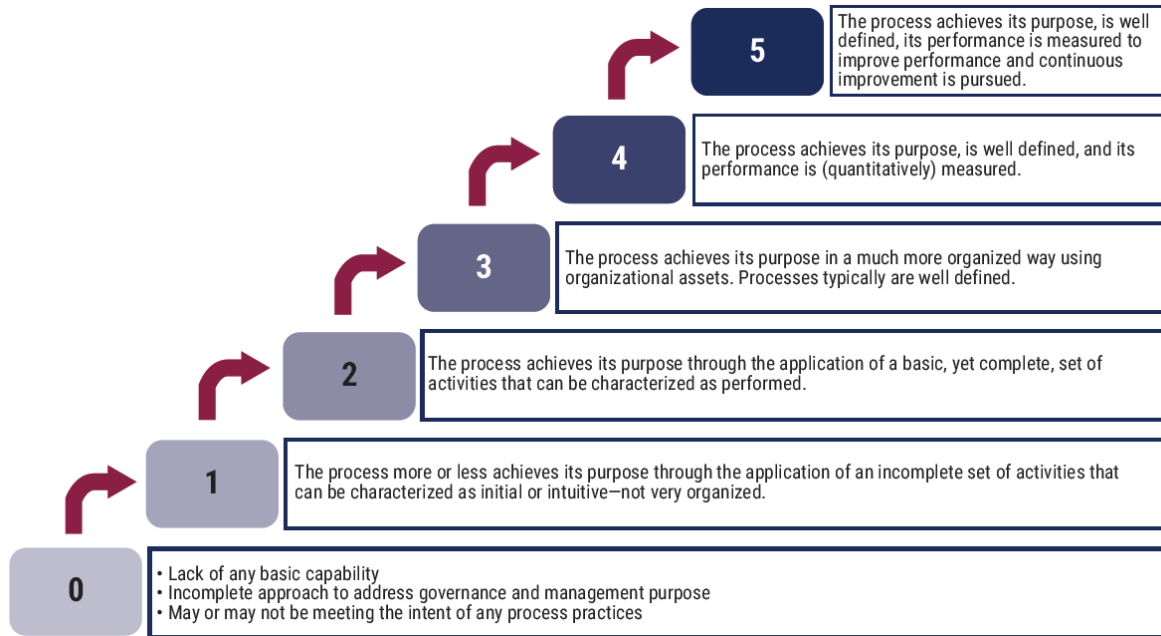 5
The process achieves its purpose, is well
defined, its performance is measured to
improve performance and continuous
improvement is pursued.
4
The process achieves its purpose, is well defined, and its
performance is (quantitatively) measured.
3
The process achieves its purpose in a much more organized way using
organizational assets. Processes typically are well defined.
2
The process achieves its purpose through the application of a basic, yet complete, set of
activities that can be characterized as performed.
1
The process more or less achieves its purpose through the application of an incomplete set of activities that
can be characterized as initial or intuitive—not very organized.
0
• Lack of any basic capability
• Incomplete approach to address governance and management purpose
• May or may not be meeting the intent of any process practices